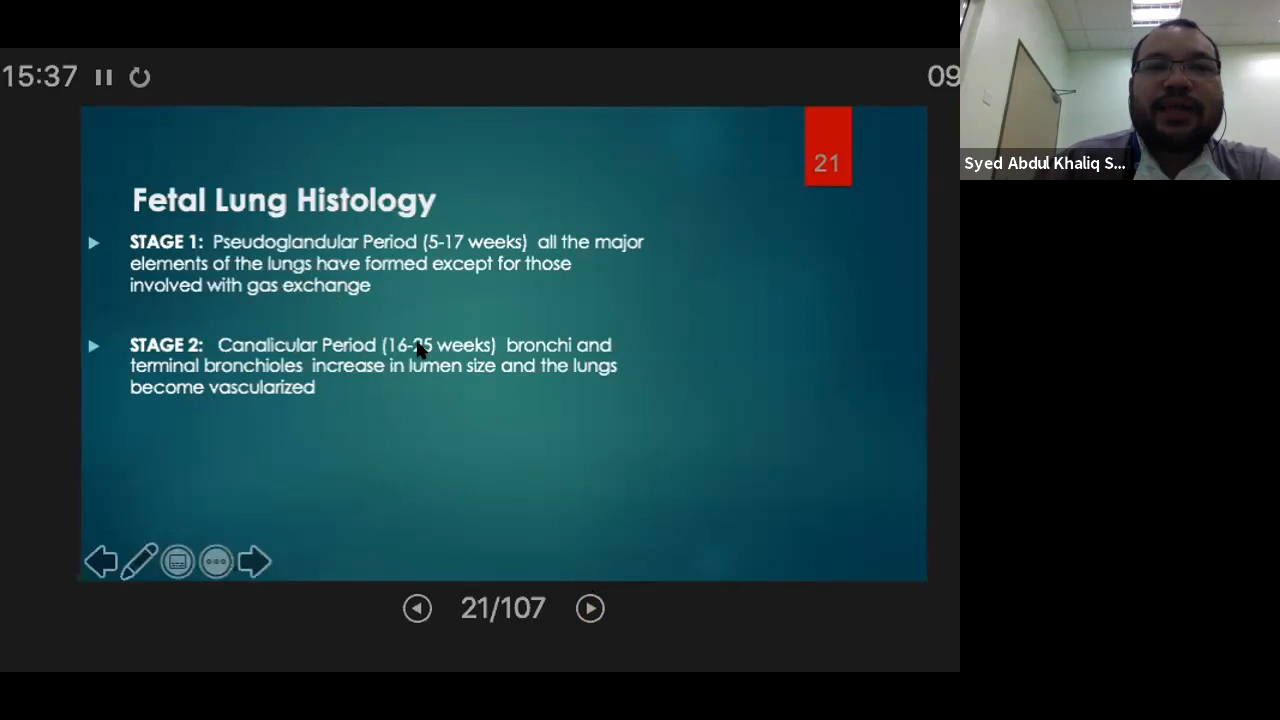 15:37
09
21
Fetal Lung Histology
STAGE 1: Pseudoglandular Period (5-17 weeks) all the major
elements of the lungs have formed except for those
involved with gas exchange
STAGE 2: Canalicular Period (16-25 weeks) bronchi and
terminal bronchioles increase in lumen size and the lungs
become vascularized
21/107
Syed Abdul Khaliq S...